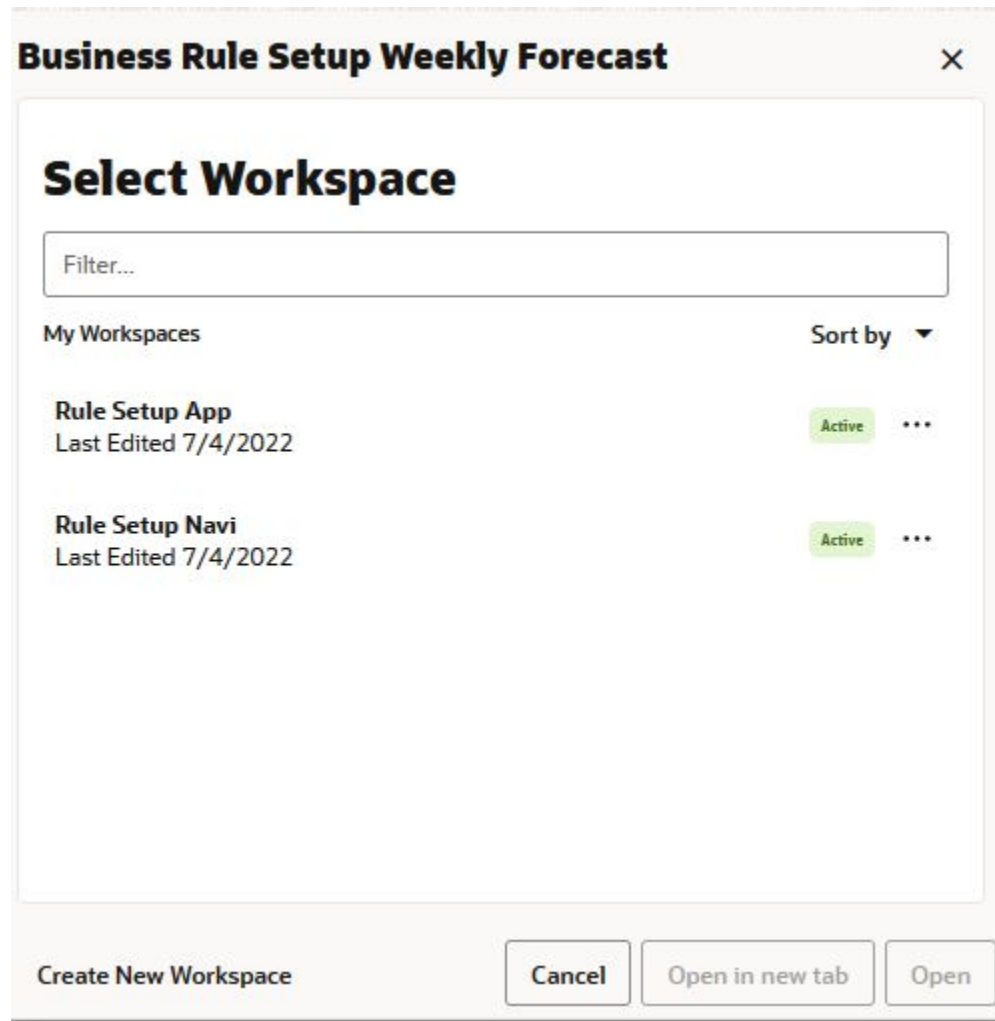 Business Rule Setup Weekly Forecast
Select Workspace
Filter...
My Workspaces
Sort by
Rule Setup App
Last Edited 7/4/2022
Active
Rule Setup Navi
Last Edited 7/4/2022
Active
Create New Workspace
Cancel
Open in new tab
Open